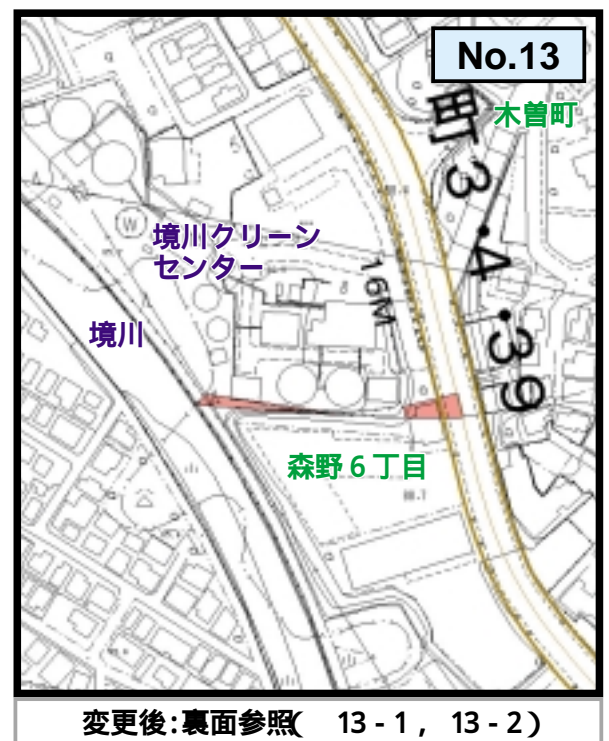 No.13
木曽町
町3・4・39
境川クリーン
センター
16M
境川
W
森野６丁目
変更後:裏面参照( 13-1, 13-2)